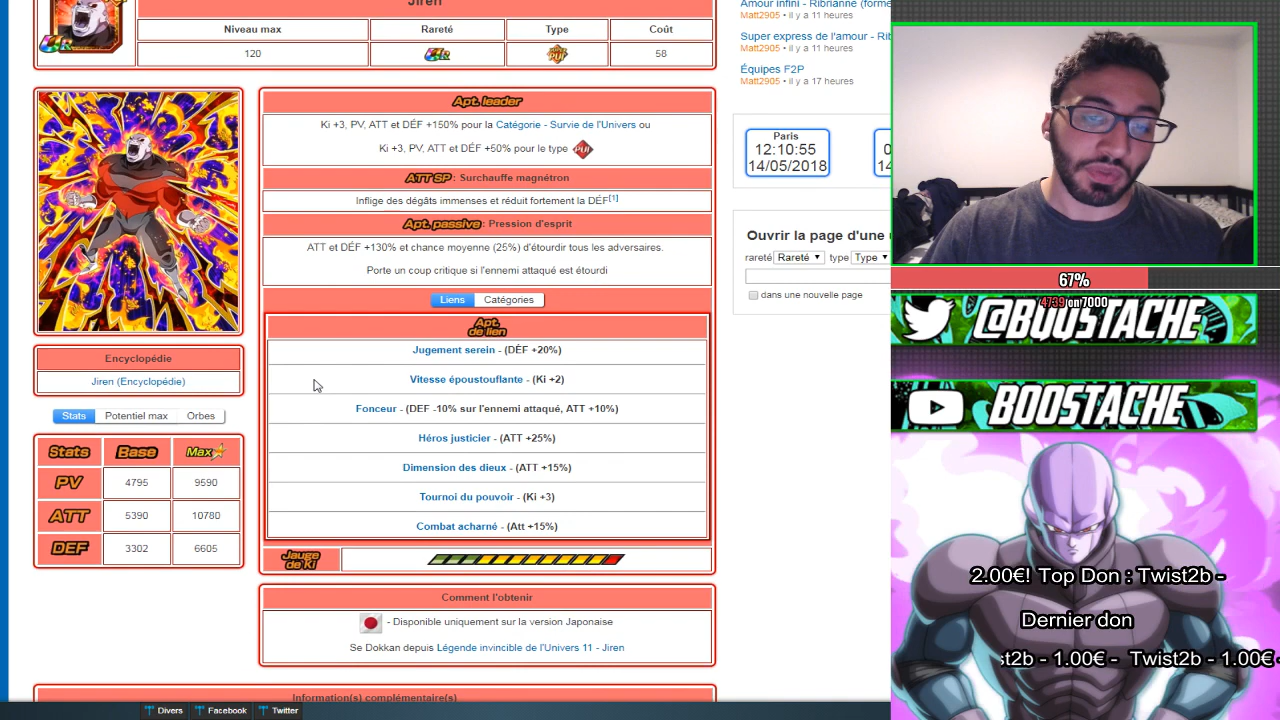 Jiren
Niveau max Rareté Type Coût
120 UR PUI 58
Apt. leader
Ki +3, PV, ATT et DÉF +150% pour la Catégorie - Survie de l'Univers ou
Ki +3, PV, ATT et DÉF +50% pour le type PUI
ATT SP: Surchauffe magnétron
Inflige des dégâts immenses et réduit fortement la DÉF[1]
Apt. passive: Pression d'esprit
ATT et DÉF +130% et chance moyenne (25%) d'étourdir tous les adversaires.
Porte un coup critique si l'ennemi attaqué est étourdi
Liens Catégories
Apt.
de lien
Jugement serein - (DÉF +20%)
Vitesse époustouflante - (Ki +2)
Fonceur - (DEF -10% sur l'ennemi attaqué, ATT +10%)
Héros justicier - (ATT +25%)
Dimension des dieux - (ATT +15%)
Tournoi du pouvoir - (Ki +3)
Combat acharné - (Att +15%)
Jauge
de Ki
Comment l'obtenir
- Disponible uniquement sur la version Japonaise
Se Dokkan depuis Légende invincible de l'Univers 11 - Jiren
Information(s) complémentaire(s)
Encyclopédie
Jiren (Encyclopédie)
Stats Potentiel max Orbes
Stats Base Max
PV 4795 9590
ATT 5390 10780
DEF 3302 6605
Divers Facebook Twitter
Amour infini - Ribrianne (forme
Matt2905 • il y a 11 heures
Super express de l'amour - Rib
Matt2905 • il y a 11 heures
Équipes F2P
Matt2905 • il y a 17 heures
Paris
12:10:55
14/05/2018
0
14
Ouvrir la page d'une
rareté Rareté type Type
dans une nouvelle page
67%
4739 on 7000
@BOOSTACHE
BOOSTACHE
2.00€! Top Don : Twist2b -
Dernier don
st2b - 1.00€ - Twist2b - 1.00€ -